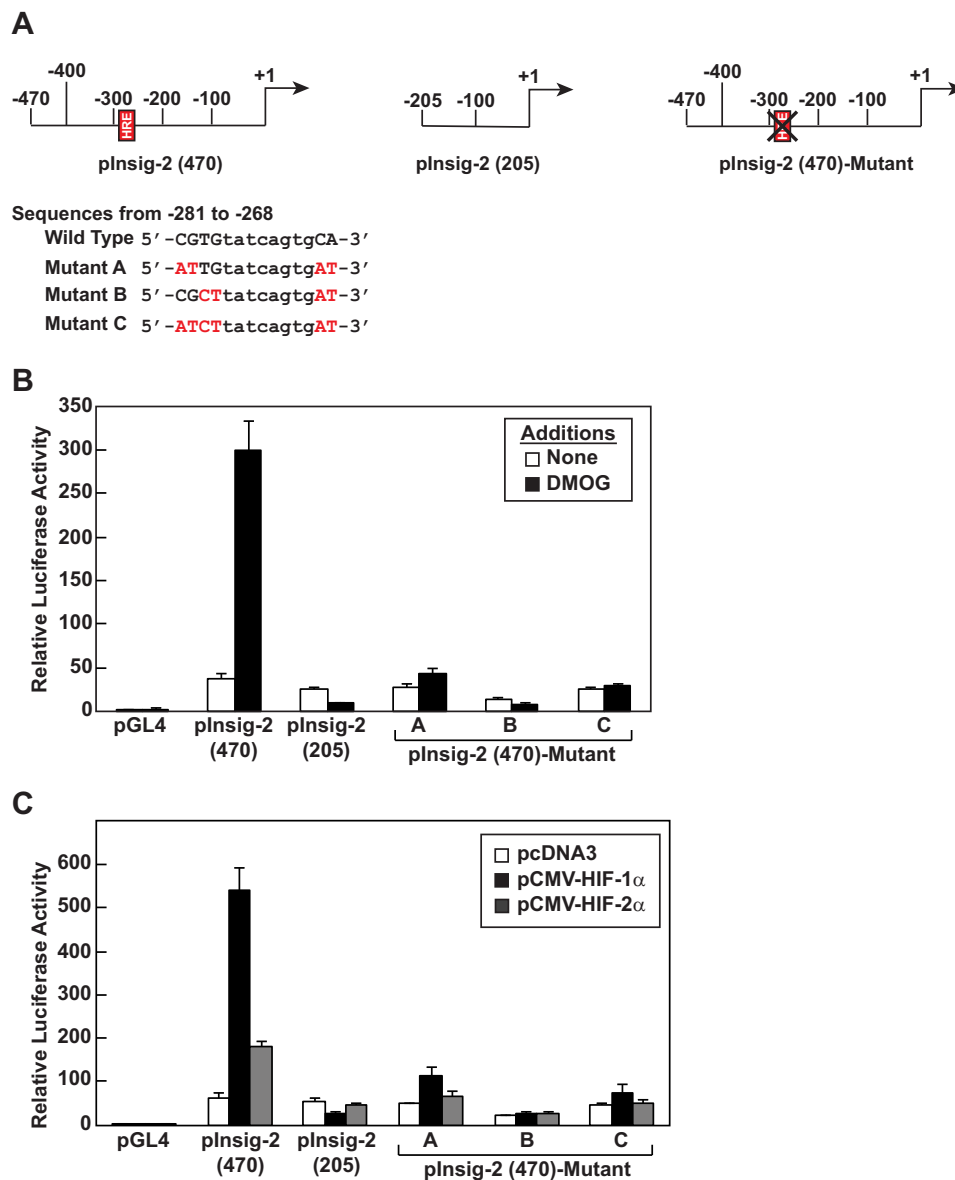 A
-400 +1 +1 -400 +1
-470 -300 -200 -100 -205 -100 -470 -300 -200 -100
HRE HRE
pInsig-2 (470) pInsig-2 (205) pInsig-2 (470)-Mutant
Sequences from -281 to -268
Wild Type 5’-CGTGtatcagtgCA-3’
Mutant A 5’-ATTGtatcagtgAT-3’
Mutant B 5’-CGCTtatcagtgAT-3’
Mutant C 5’-ATCTtatcagtgAT-3’
B
Relative Luciferase Activity
350
300
250
200
150
100
50
0
Additions
None
DMOG
pGL4 pInsig-2 pInsig-2 A B C
(470) (205) pInsig-2 (470)-Mutant
C
Relative Luciferase Activity
600
500
400
300
200
100
0
pcDNA3
pCMV-HIF-1α
pCMV-HIF-2α
pGL4 pInsig-2 pInsig-2 A B C
(470) (205) pInsig-2 (470)-Mutant